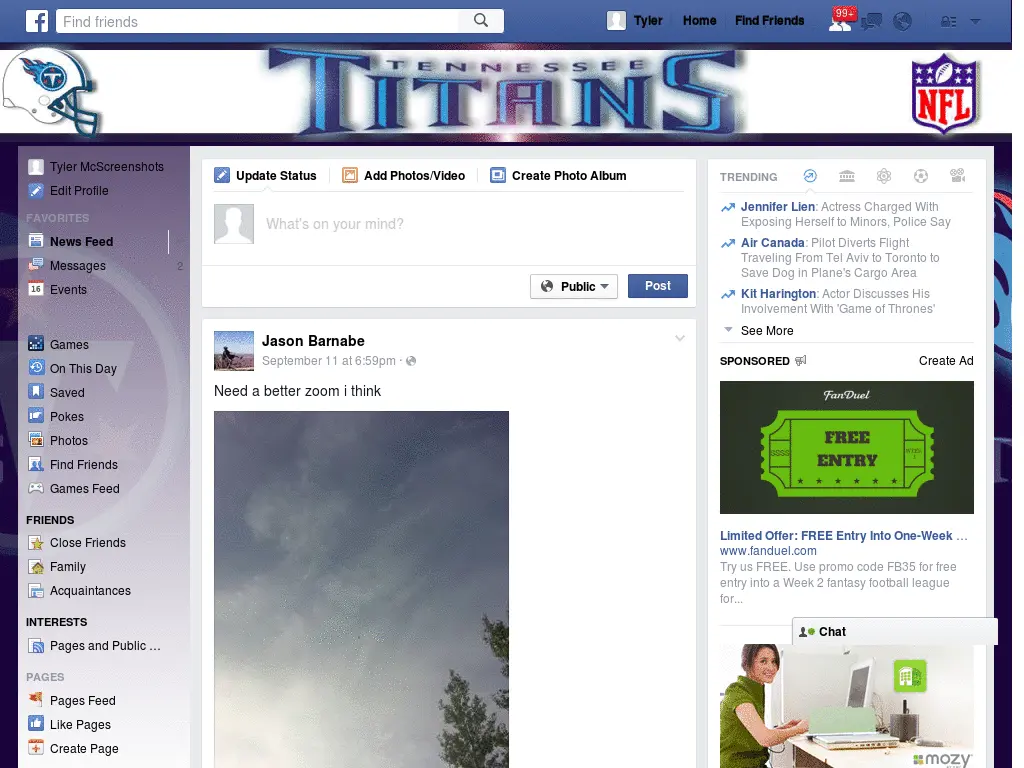 Find friends
Tyler
Home
Find Friends
99+
TENNESSEE
TITANS
NFL
Tyler McScreenshots
Edit Profile
FAVORITES
News Feed
Messages
2
16
Events
Games
On This Day
Saved
Pokes
Photos
Find Friends
Games Feed
FRIENDS
Close Friends
Family
Acquaintances
INTERESTS
Pages and Public ...
PAGES
Pages Feed
Like Pages
Create Page
Update Status
Add Photos/Video
Create Photo Album
What's on your mind?
Public
Post
Jason Barnabe
September 11 at 6:59pm ·
Need a better zoom i think
TRENDING
Jennifer Lien: Actress Charged With
Exposing Herself to Minors, Police Say
Air Canada: Pilot Diverts Flight
Traveling From Tel Aviv to Toronto to
Save Dog in Plane's Cargo Area
Kit Harington: Actor Discusses His
Involvement With 'Game of Thrones'
See More
SPONSORED
Create Ad
FanDuel
FREE
ENTRY
$$$$
Limited Offer: FREE Entry Into One-Week ...
www.fanduel.com
Try us FREE. Use promo code FB35 for free
entry into a Week 2 fantasy football league
for...
Chat
mozy